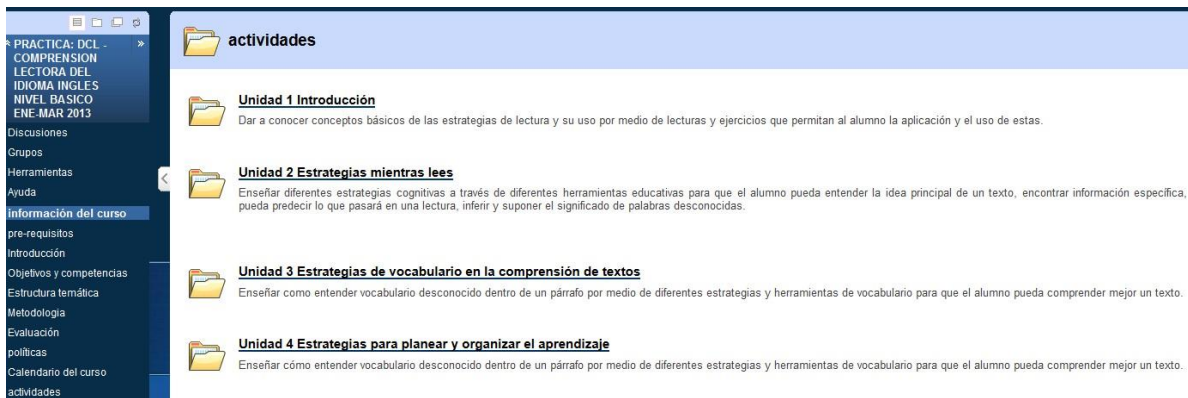 PRACTICA: DCL -
COMPRENSION
LECTORA DEL
IDIOMA INGLES
NIVEL BASICO
ENE-MAR 2013
Discusiones
Grupos
Herramientas
Ayuda
información del curso
pre-requisitos
Introducción
Objetivos y competencias
Estructura temática
Metodologia
Evaluación
políticas
Calendario del curso
actividades
actividades
Unidad 1 Introducción
Dar a conocer conceptos básicos de las estrategias de lectura y su uso por medio de lecturas y ejercicios que permitan al alumno la aplicación y el uso de estas.
Unidad 2 Estrategias mientras lees
Enseñar diferentes estrategias cognitivas a través de diferentes herramientas educativas para que el alumno pueda entender la idea principal de un texto, encontrar información específica,
pueda predecir lo que pasará en una lectura, inferir y suponer el significado de palabras desconocidas.
Unidad 3 Estrategias de vocabulario en la comprensión de textos
Enseñar como entender vocabulario desconocido dentro de un párrafo por medio de diferentes estrategias y herramientas de vocabulario para que el alumno pueda comprender mejor un texto.
Unidad 4 Estrategias para planear y organizar el aprendizaje
Enseñar cómo entender vocabulario desconocido dentro de un párrafo por medio de diferentes estrategias y herramientas de vocabulario para que el alumno pueda comprender mejor un texto.